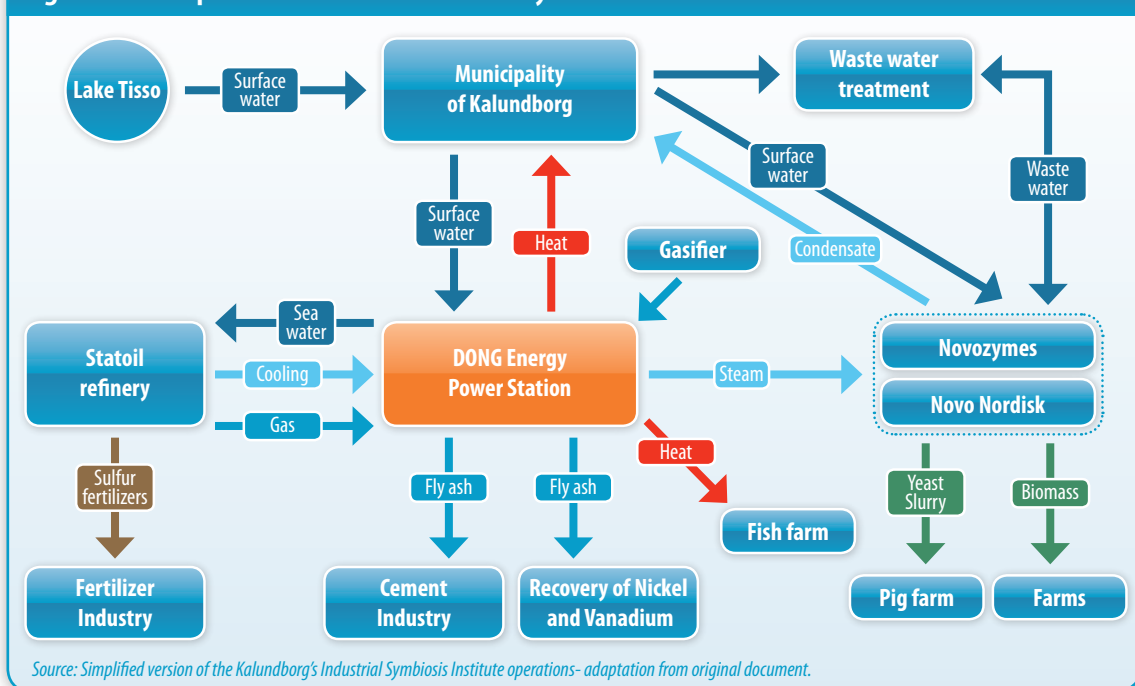 Lake Tisso
Surface
water
Municipality
of Kalundborg
Waste water
treatment
Surface
water
Waste
water
Surface
water
Heat
Gasifier
Condensate
Sea
water
Statoil
refinery
Cooling
Gas
DONG Energy
Power Station
Steam
Novozymes
Novo Nordisk
Heat
Sulfur
fertilizers
Fly ash
Fly ash
Yeast
Slurry
Biomass
Fish farm
Fertilizer
Industry
Cement
Industry
Recovery of Nickel
and Vanadium
Pig farm
Farms
Source: Simplified version of the Kalundborg's Industrial Symbiosis Institute operations- adaptation from original document.